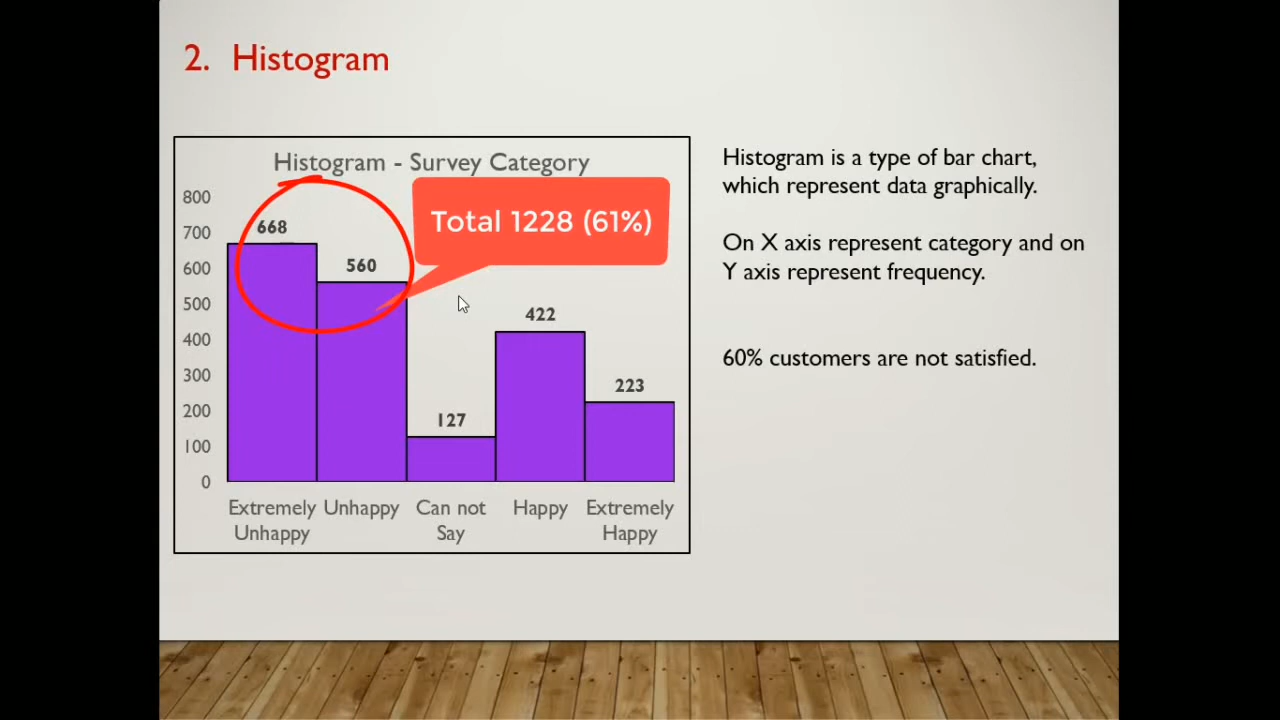 2. Histogram
Histogram - Survey Category
Total 1228 (61%)
800
700
600
500
400
300
200
100
0
668
560
127
422
223
Extremely Unhappy
Unhappy
Can not Say
Happy
Extremely Happy
Histogram is a type of bar chart,
which represent data graphically.
On X axis represent category and on
Y axis represent frequency.
60% customers are not satisfied.